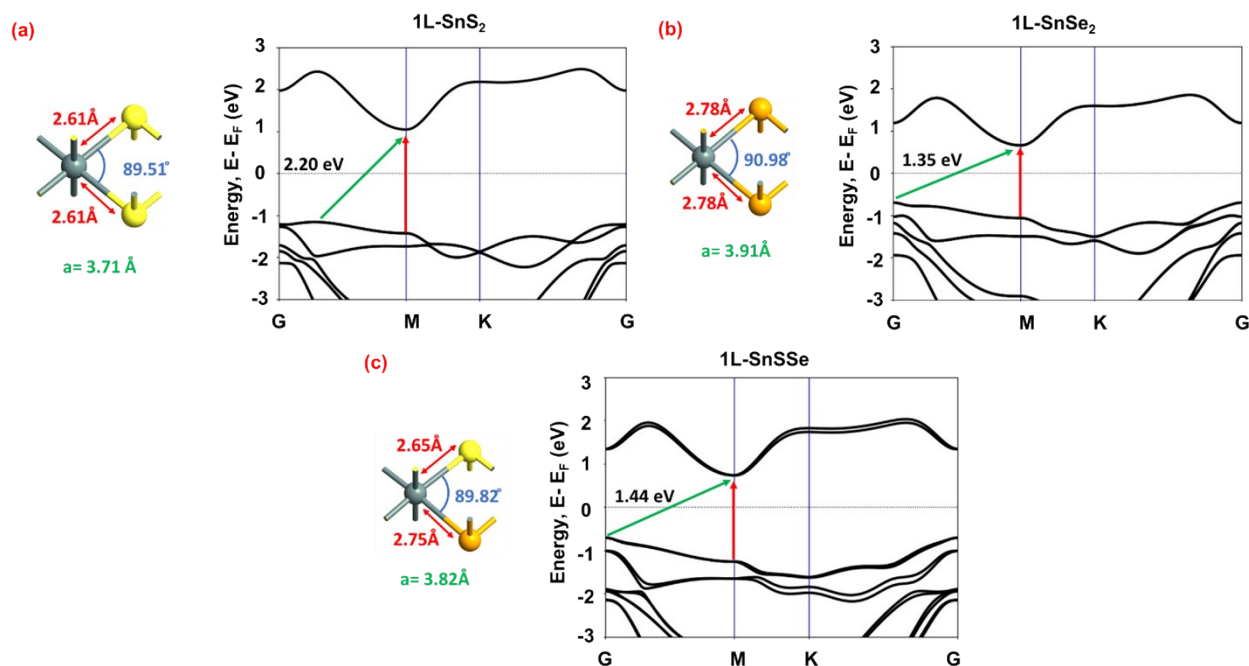 (a)
1L-SnS₂
2.61Å
89.51°
2.61Å
a= 3.71 Å
Energy, E- E_F (eV)
3
2
1
0
-1
-2
-3
2.20 eV
G M K G
(b)
1L-SnSe₂
2.78Å
90.98°
2.78Å
a= 3.91Å
Energy, E- E_F (eV)
3
2
1
0
-1
-2
-3
1.35 eV
G M K G
(c)
1L-SnSSe
2.65Å
89.82°
2.75Å
a= 3.82Å
Energy, E- E_F (eV)
3
2
1
0
-1
-2
-3
1.44 eV
G M K G